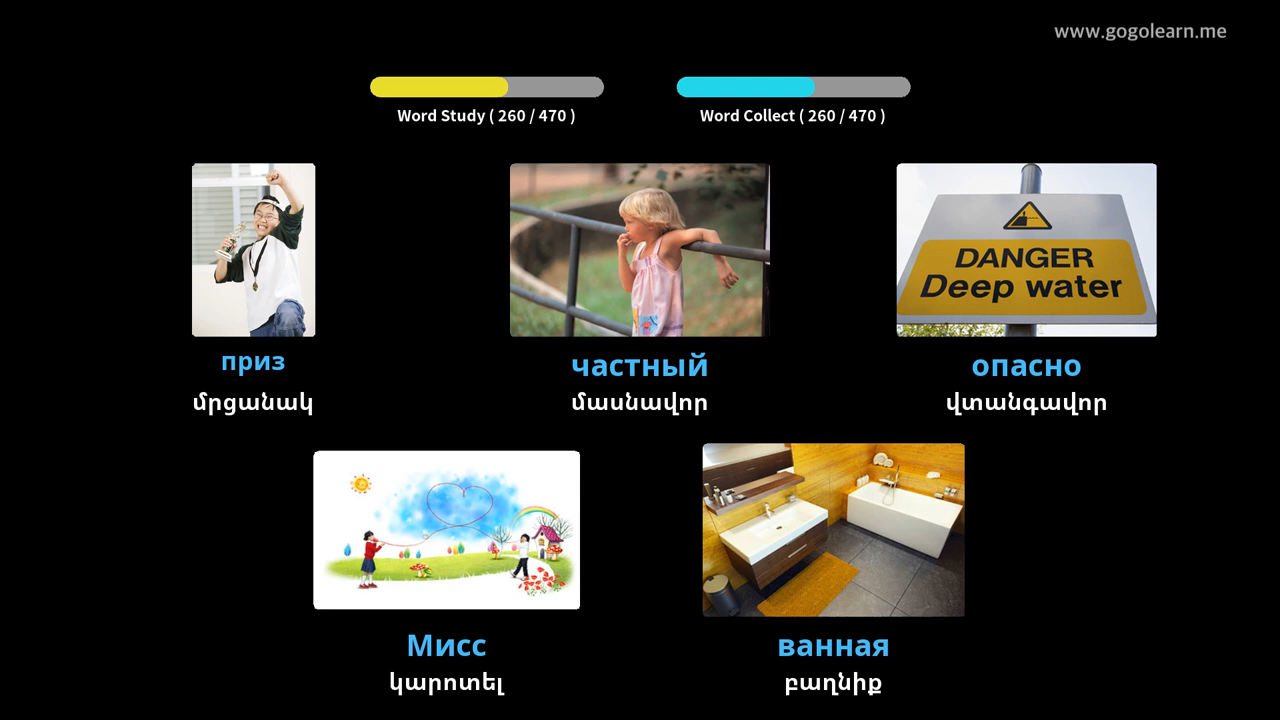 www.gogolearn.me
Word Study ( 260 / 470 )
Word Collect ( 260 / 470 )
DANGER
Deep water
приз
частный
опасно
մրցանակ
մասնավոր
վտանգավոր
Мисс
ванная
կարոտել
բաղնիք